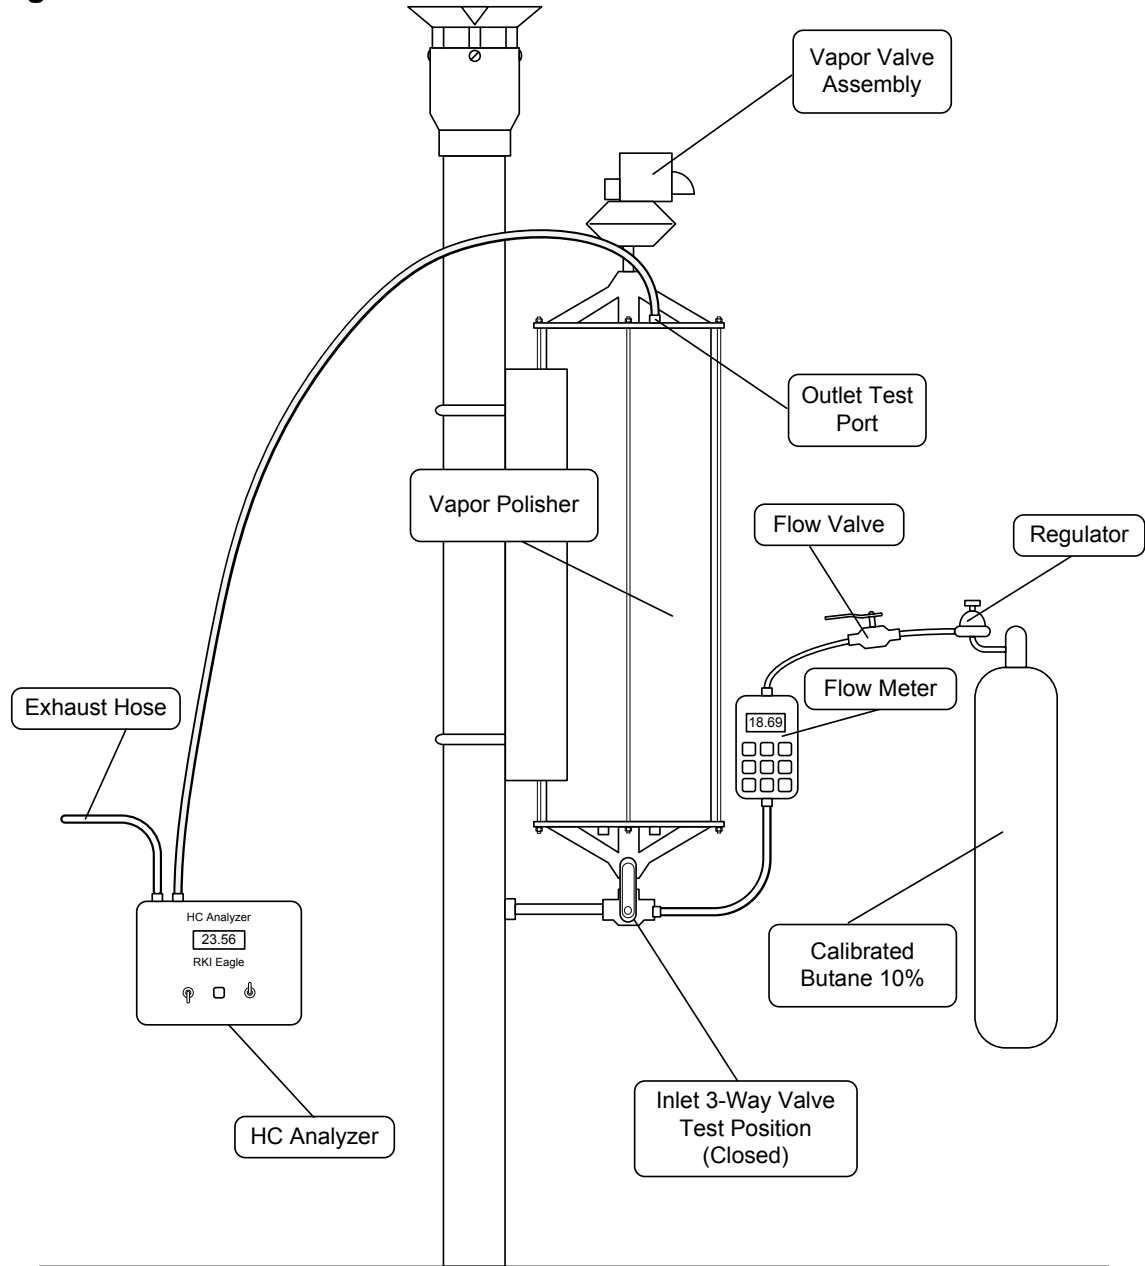 Vapor Valve
Assembly
Outlet Test
Port
Vapor Polisher
Flow Valve
Regulator
Exhaust Hose
Flow Meter
18.69
HC Analyzer
23.56
RKI Eagle
Calibrated
Butane 10%
Inlet 3-Way Valve
Test Position
(Closed)
HC Analyzer